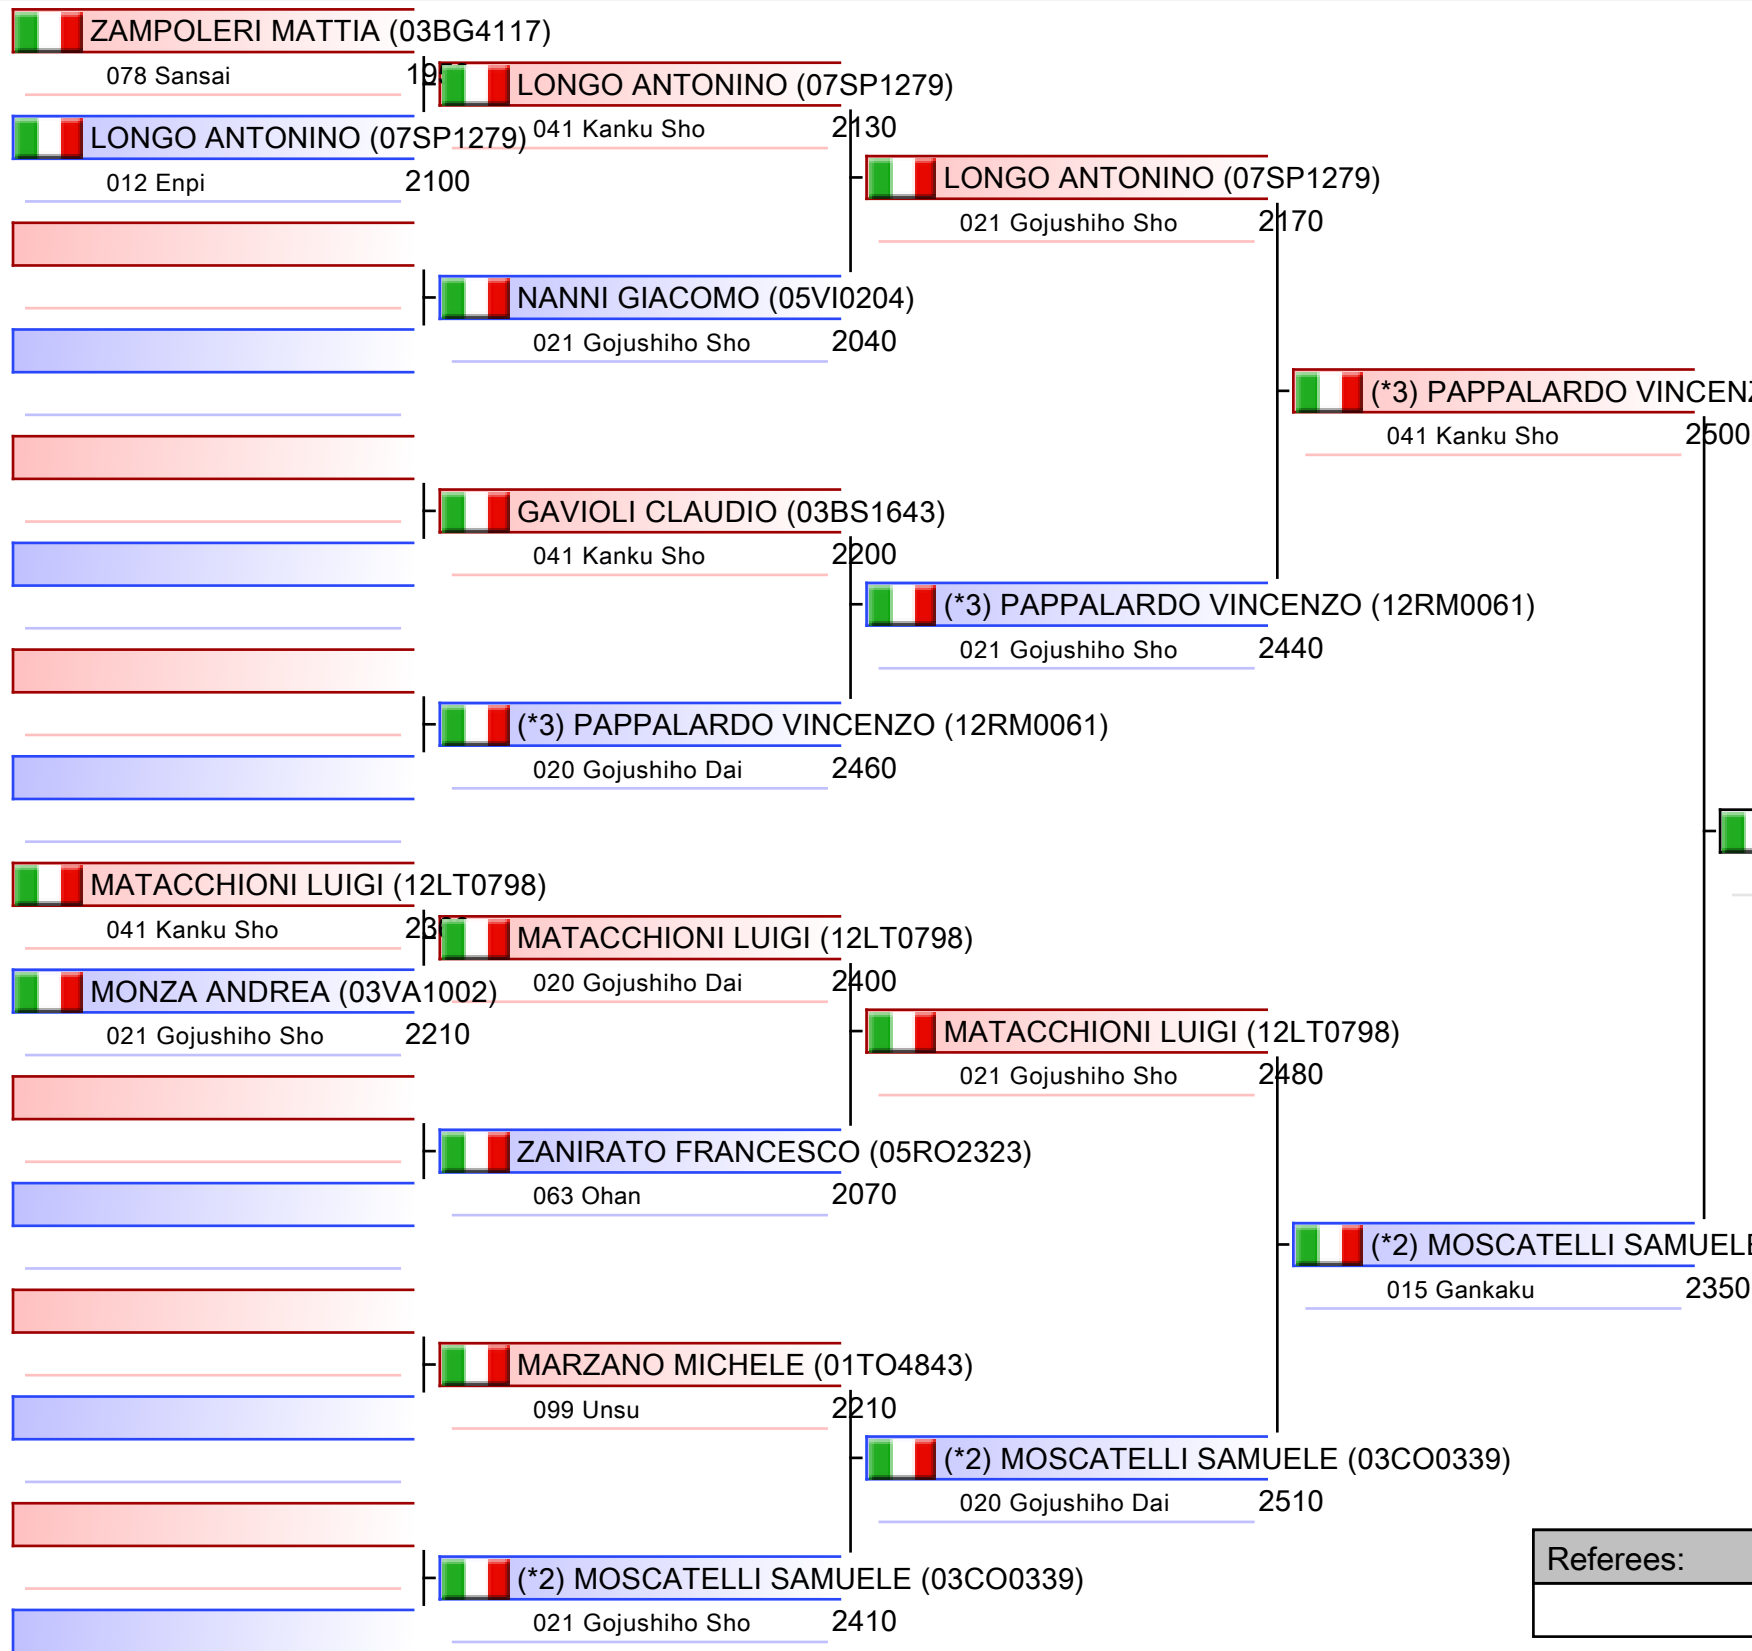 ZAMPOLERI MATTIA (03BG4117)
078 Sansai
LONGO ANTONINO (07SP1279)
012 Enpi 2100
LONGO ANTONINO (07SP1279)
041 Kanku Sho 2130
NANNI GIACOMO (05VI0204)
021 Gojushiho Sho 2040
LONGO ANTONINO (07SP1279)
021 Gojushiho Sho 2170
GAVIOLI CLAUDIO (03BS1643)
041 Kanku Sho 2200
(*3) PAPPALARDO VINCENZO (12RM0061)
020 Gojushiho Dai 2460
(*3) PAPPALARDO VINCENZO (12RM0061)
021 Gojushiho Sho 2440
(*3) PAPPALARDO
041 Kanku Sho 2500
MATACCHIONI LUIGI (12LT0798)
041 Kanku Sho
MONZA ANDREA (03VA1002)
021 Gojushiho Sho 2210
MATACCHIONI LUIGI (12LT0798)
020 Gojushiho Dai 2400
ZANIRATO FRANCESCO (05RO2323)
063 Ohan 2070
MATACCHIONI LUIGI (12LT0798)
021 Gojushiho Sho 2480
MARZANO MICHELE (01TO4843)
099 Unsu 2210
(*2) MOSCATELLI SAMUELE (03CO0339)
021 Gojushiho Sho 2410
(*2) MOSCATELLI SAMUELE (03CO0339)
020 Gojushiho Dai 2510
(*2) MOSCATELLI SAMUELE
015 Gankaku 2350
Referees: